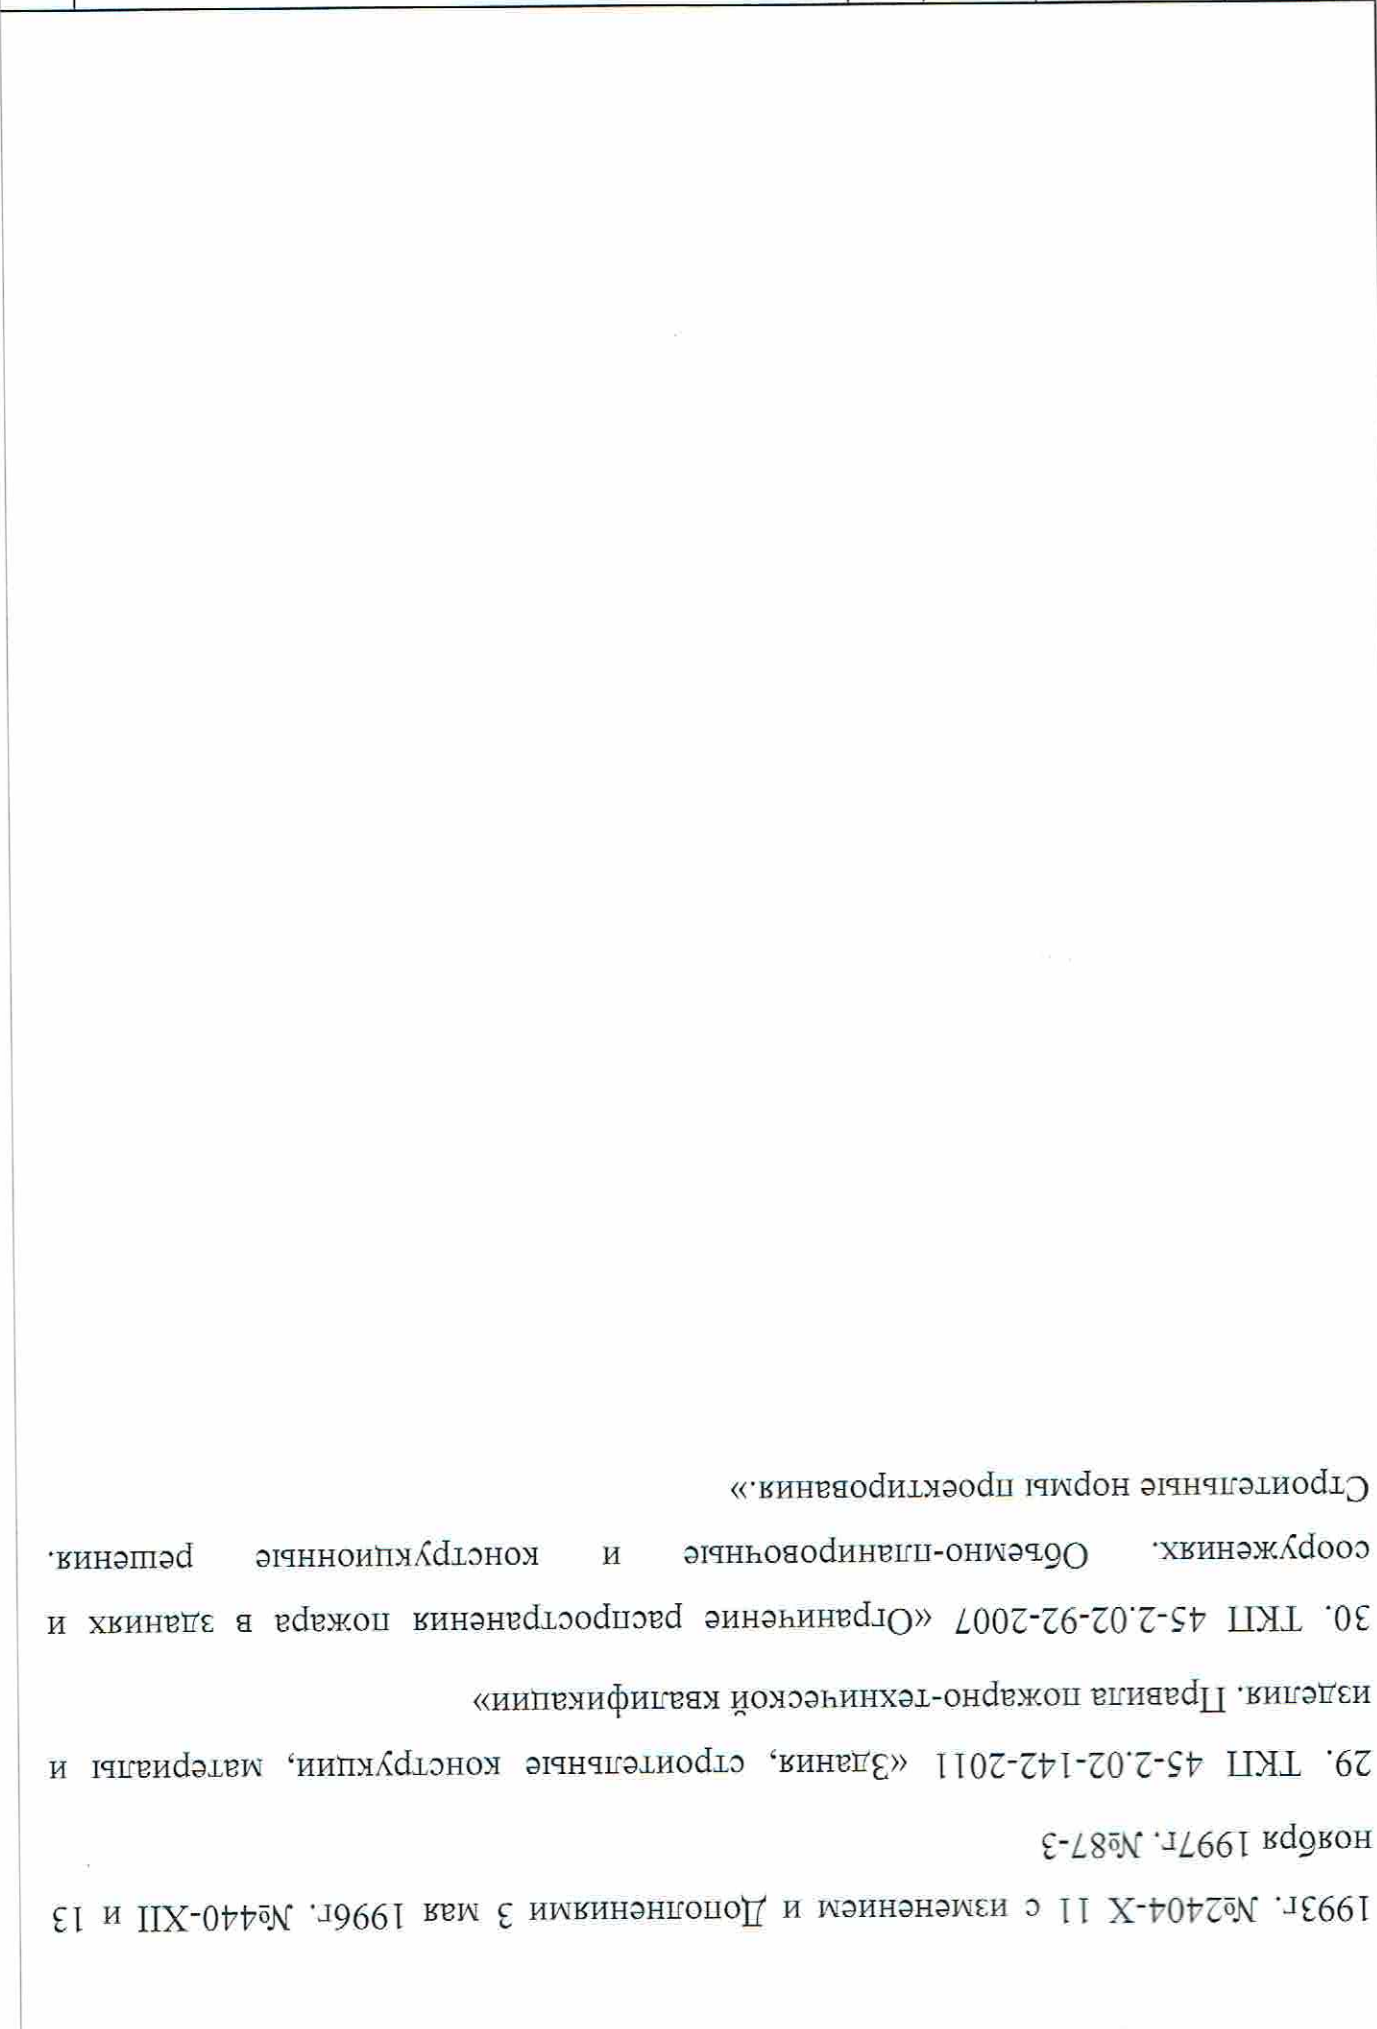 1993г. №2404-Х 11 с изменением и Дополнениями 3 мая 1996г. №440-XII и 13
ноября 1997г. №87-З
29. ТКП 45-2.02-142-2011 «Здания, строительные конструкции, материалы и
изделия. Правила пожарно-технической квалификации»
30. ТКП 45-2.02-92-2007 «Ограничение распространения пожара в зданиях и
сооружениях. Обьемно-планировочные и конструкционные решения.
Строительные нормы проектирования.»